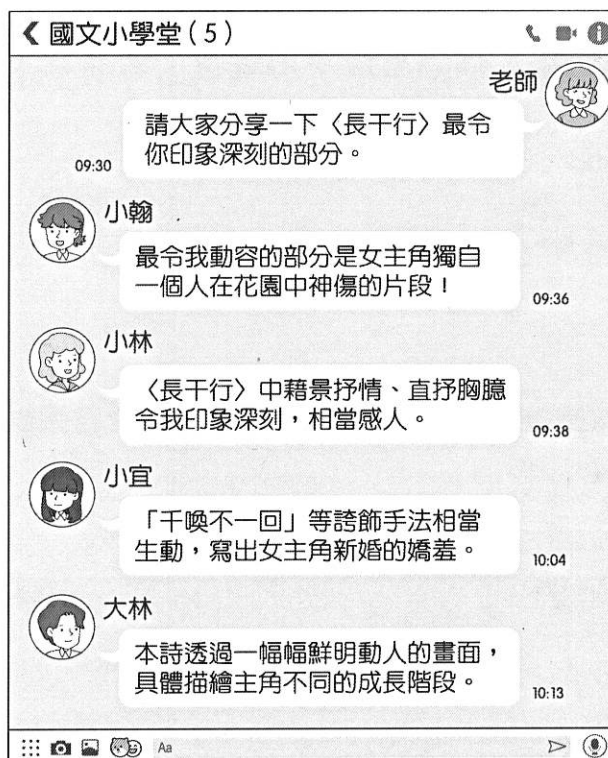 國文小學堂(5)
老師
請大家分享一下〈長干行〉最令
你印象深刻的部分。
09:30
小翰
最令我動容的部分是女主角獨自
一個人在花園中神傷的片段!
09:36
小林
〈長干行〉中藉景抒情、直抒胸臆
令我印象深刻,相當感人。
09:38
小宜
「千喚不一回」等誇飾手法相當
生動,寫出女主角新婚的嬌羞。
10:04
大林
本詩透過一幅幅鮮明動人的畫面,
具體描繪主角不同的成長階段。
10:13
Aa